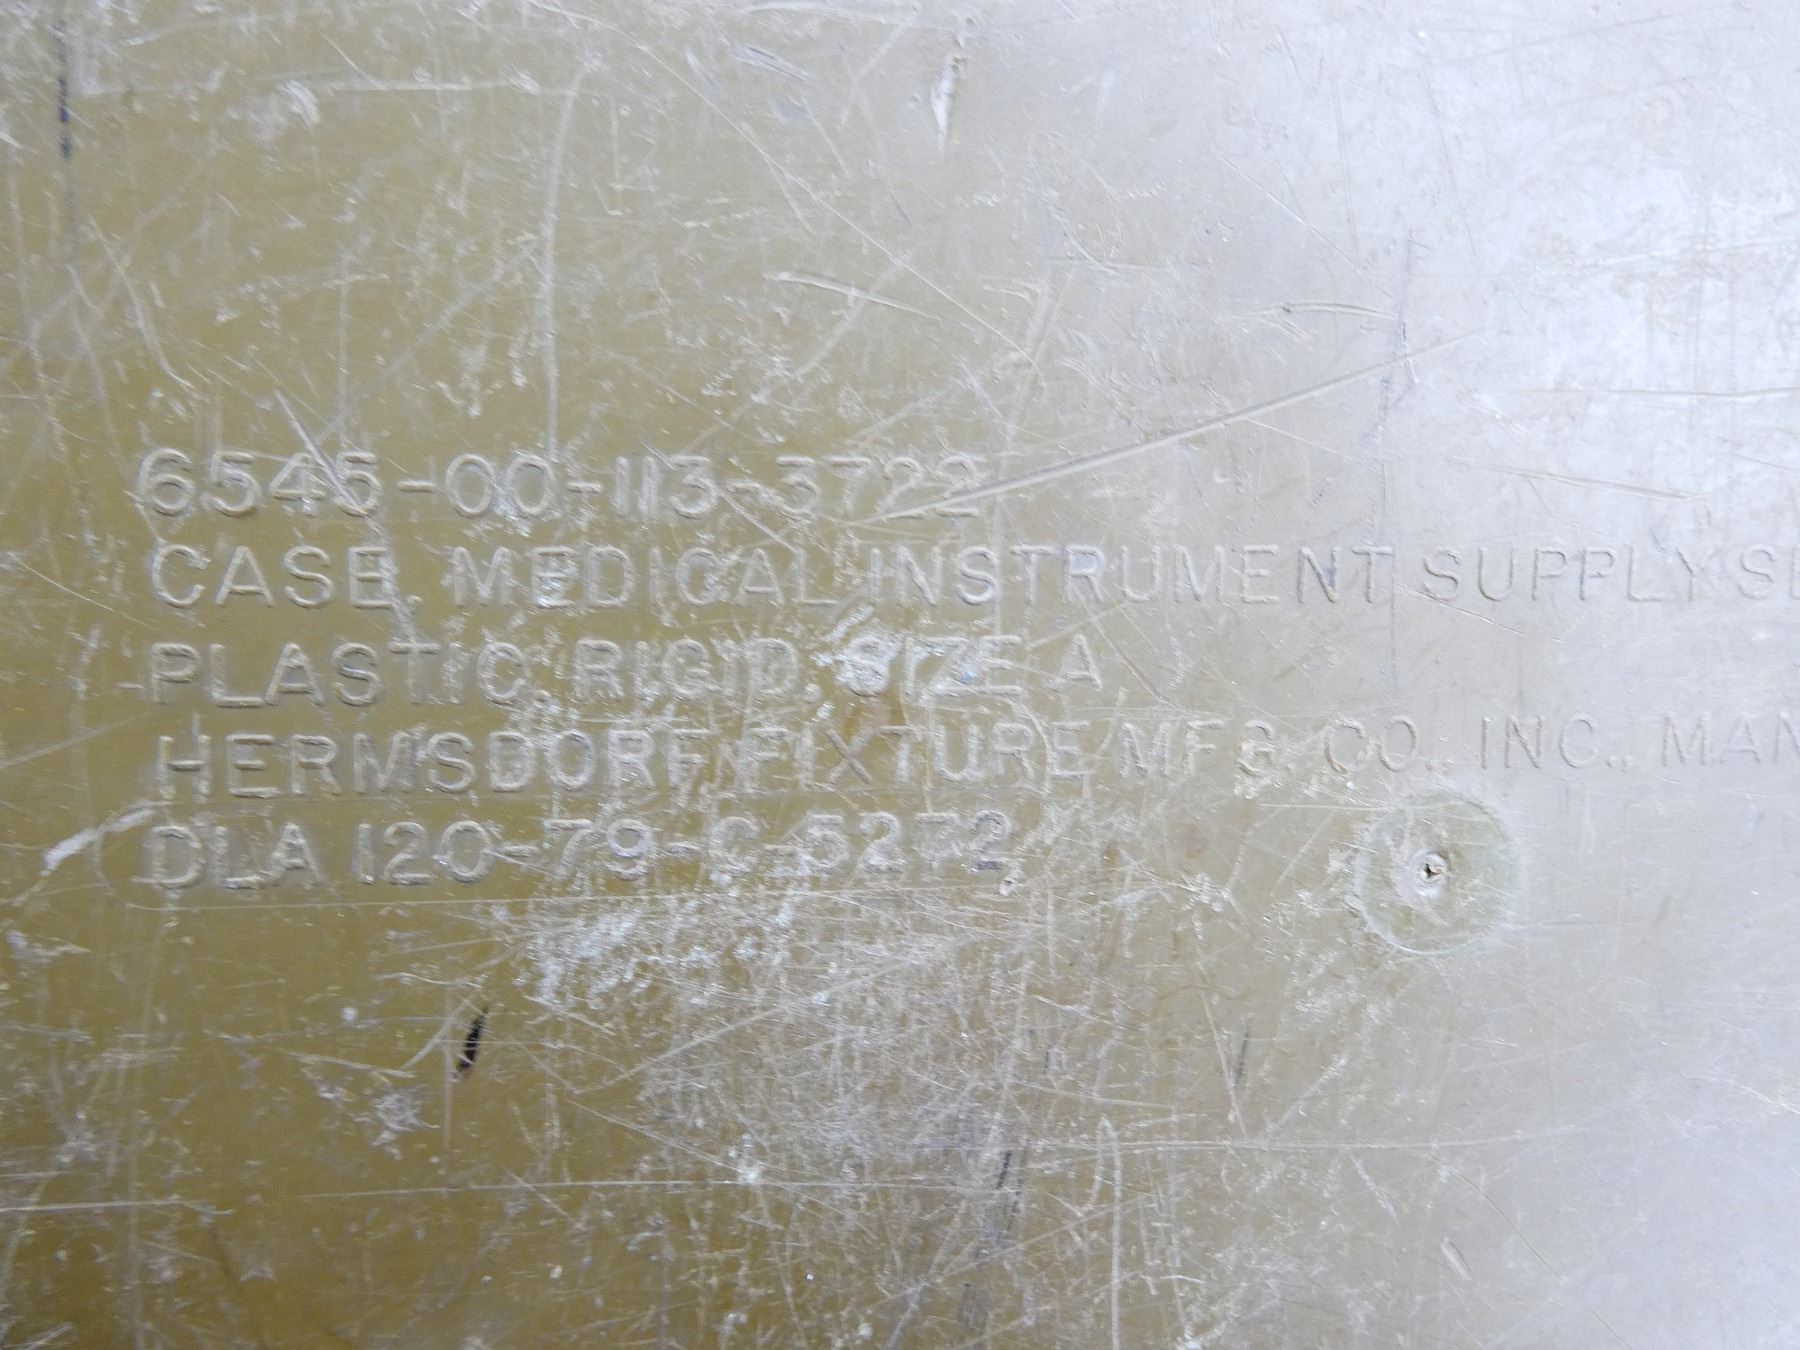 6545-00-113-3722
CASE, MEDICAL INSTRUMENT SUPPLY SE
PLASTIC, RIGID, SIZE A
HERMSDORF FIXTURE MFG. CO., INC., MAN
DLA 120-79-C-5272